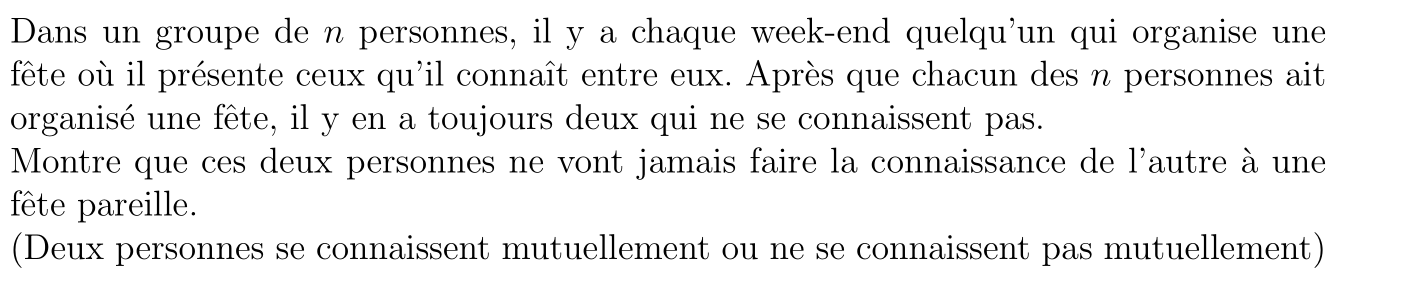 Dans un groupe de n personnes, il y a chaque week-end quelqu'un qui organise une
fête où il présente ceux qu'il connaît entre eux. Après que chacun des n personnes ait
organisé une fête, il y en a toujours deux qui ne se connaissent pas.
Montre que ces deux personnes ne vont jamais faire la connaissance de l'autre à une
fête pareille.
(Deux personnes se connaissent mutuellement ou ne se connaissent pas mutuellement)